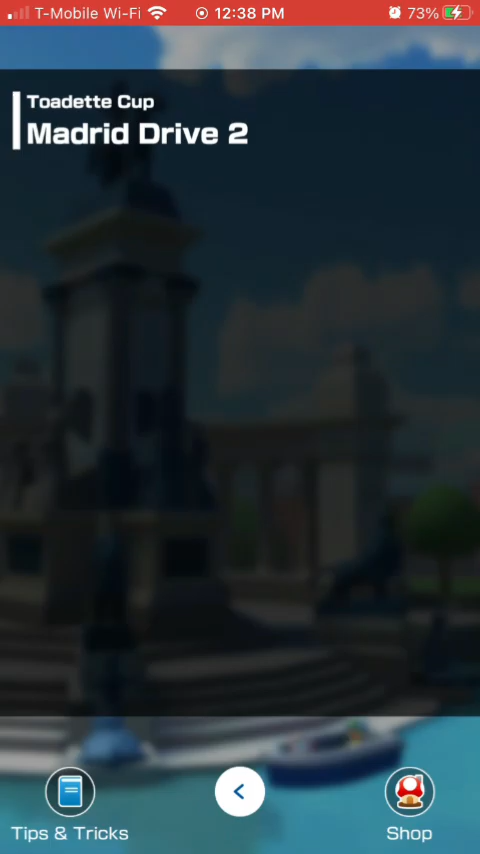 T-Mobile Wi-Fi 12:38 PM 73%
Toadette Cup
Madrid Drive 2
Tips & Tricks
Shop